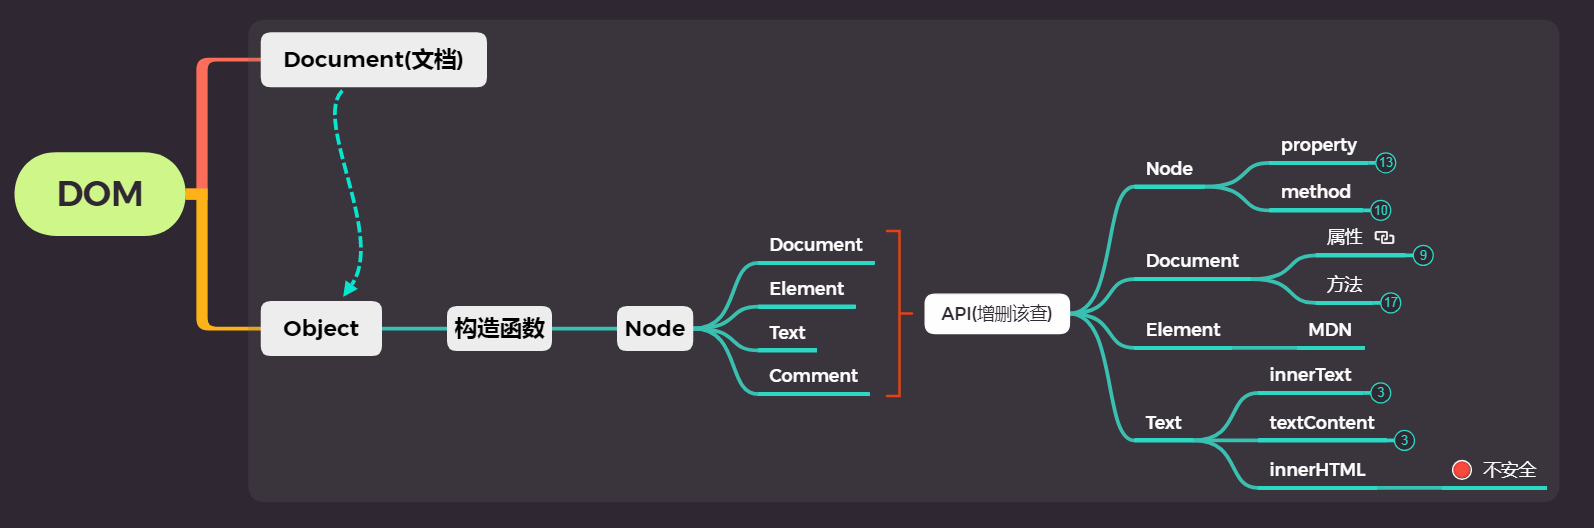 DOM
Document(文档)
Object
构造函数
Node
Document
Element
Text
Comment
API(增删该查)
Node
property
13
method
10
Document
属性
9
方法
17
Element
MDN
Text
innerText
3
textContent
3
innerHTML
不安全